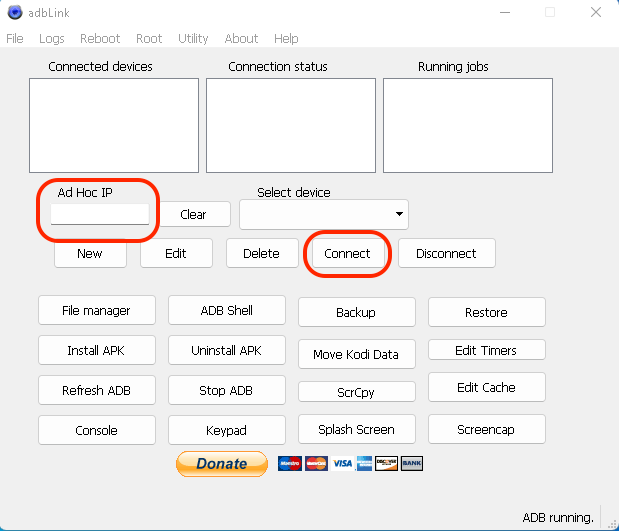 adbLink
File Logs Reboot Root Utility About Help
Connected devices Connection status Running jobs
Ad Hoc IP Select device
Clear
New Edit Delete Connect Disconnect
File manager ADB Shell Backup Restore
Install APK Uninstall APK Move Kodi Data Edit Timers
Refresh ADB Stop ADB ScrCpy Edit Cache
Console Keypad Splash Screen Screencap
Donate Maestro MasterCard VISA DISCOVER BANK
ADB running.